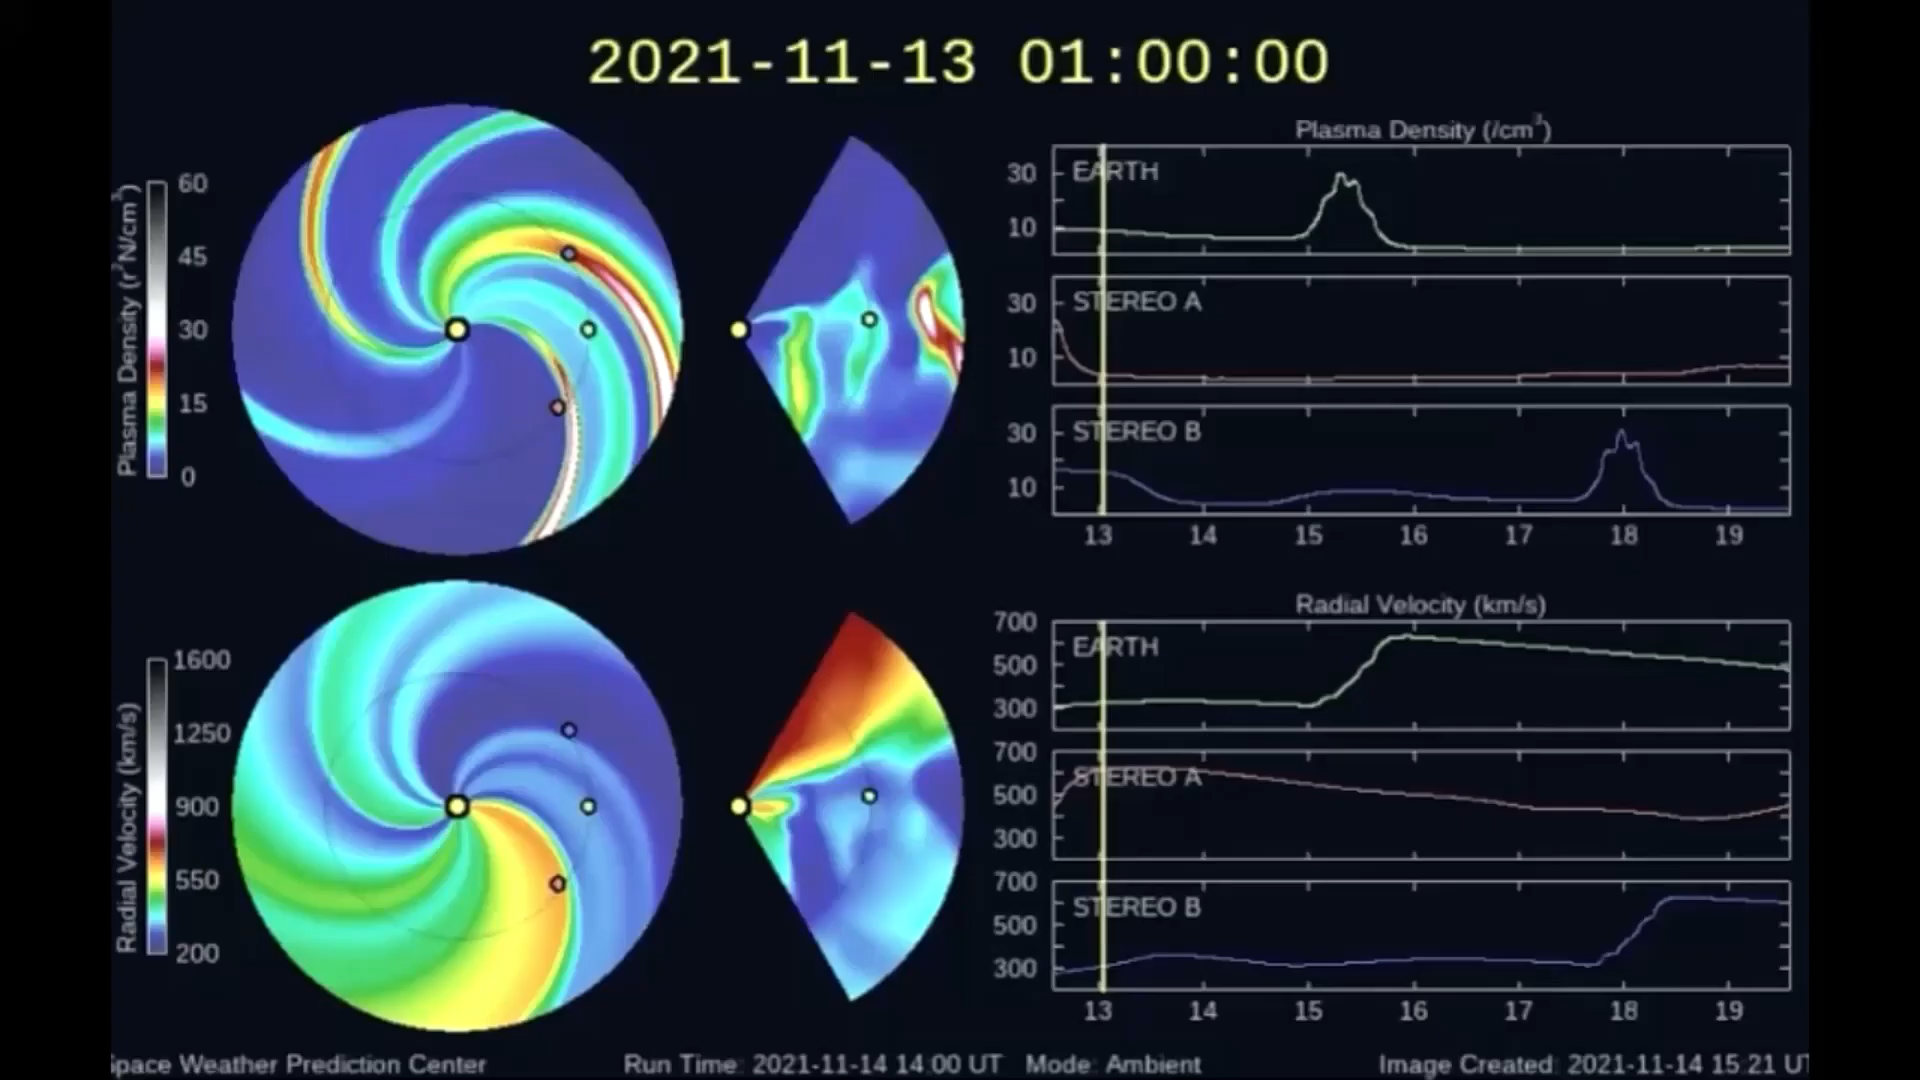 2021-11-13 01:00:00
Plasma Density (r²N/cm³)
60
45
30
15
0
Plasma Density (/cm³)
EARTH
30
10
STEREO A
30
10
STEREO B
30
10
13 14 15 16 17 18 19
Radial Velocity (km/s)
1600
1250
900
550
200
Radial Velocity (km/s)
EARTH
700
500
300
STEREO A
700
500
300
STEREO B
700
500
300
13 14 15 16 17 18 19
Space Weather Prediction Center Run Time: 2021-11-14 14:00 UT Mode: Ambient Image Created: 2021-11-14 15:21 UT